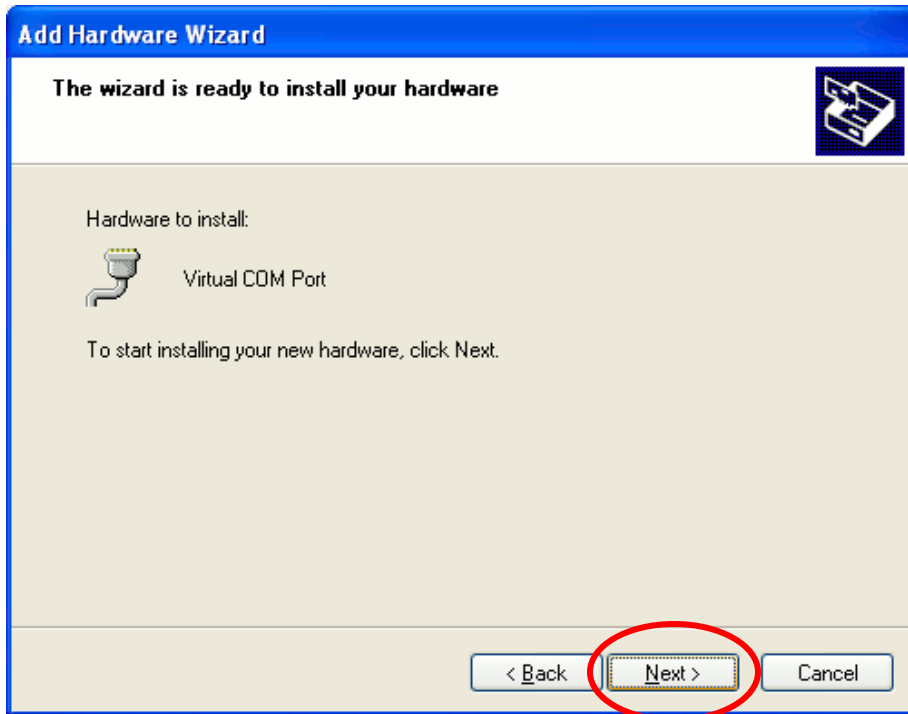 Add Hardware Wizard
The wizard is ready to install your hardware
Hardware to install:
Virtual COM Port
To start installing your new hardware, click Next.
< Back Next > Cancel